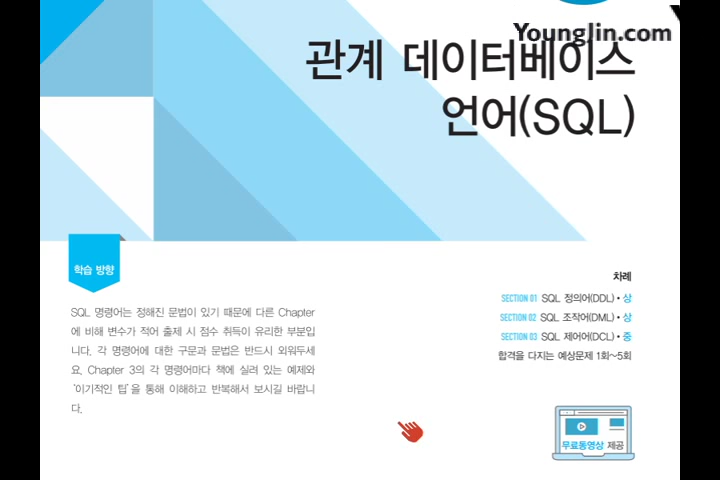 Youngjin.com
관계 데이터베이스
언어(SQL)
학습 방향
SQL 명령어는 정해진 문법이 있기 때문에 다른 Chapter
에 비해 변수가 적어 출제 시 점수 취득이 유리한 부분입
니다. 각 명령어에 대한 구문과 문법은 반드시 외워두세
요. Chapter 3의 각 명령어마다 책에 실려 있는 예제와
'이기적인 팁'을 통해 이해하고 반복해서 보시길 바랍니
다.
차례
SECTION 01 SQL 정의어(DDL) • 상
SECTION 02 SQL 조작어(DML) • 상
SECTION 03 SQL 제어어(DCL) • 중
합격을 다지는 예상문제 1회~5회
무료동영상 제공